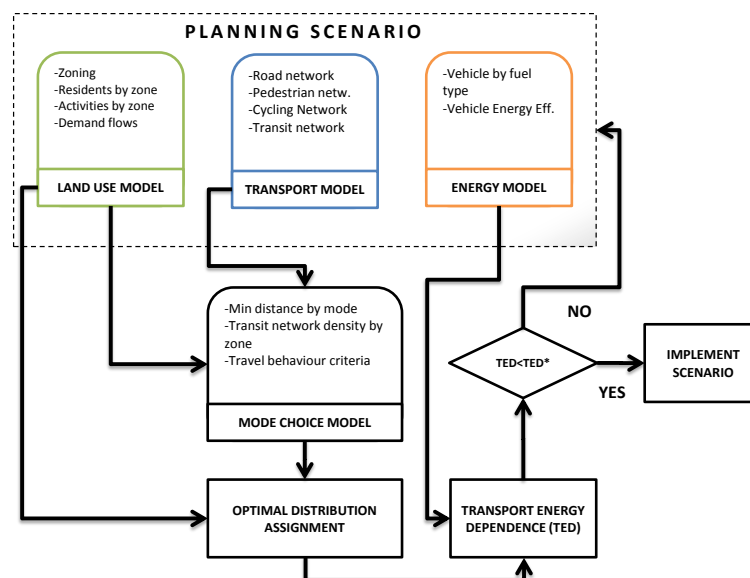 PLANNING SCENARIO
-Zoning
-Residents by zone
-Activities by zone
-Demand flows
LAND USE MODEL
-Road network
-Pedestrian netw.
-Cycling Network
-Transit network
TRANSPORT MODEL
-Vehicle by fuel
type
-Vehicle Energy Eff.
ENERGY MODEL
-Min distance by mode
-Transit network density by
zone
-Travel behaviour criteria
MODE CHOICE MODEL
NO
TED<TED*
YES
IMPLEMENT
SCENARIO
OPTIMAL DISTRIBUTION
ASSIGNMENT
TRANSPORT ENERGY
DEPENDENCE (TED)